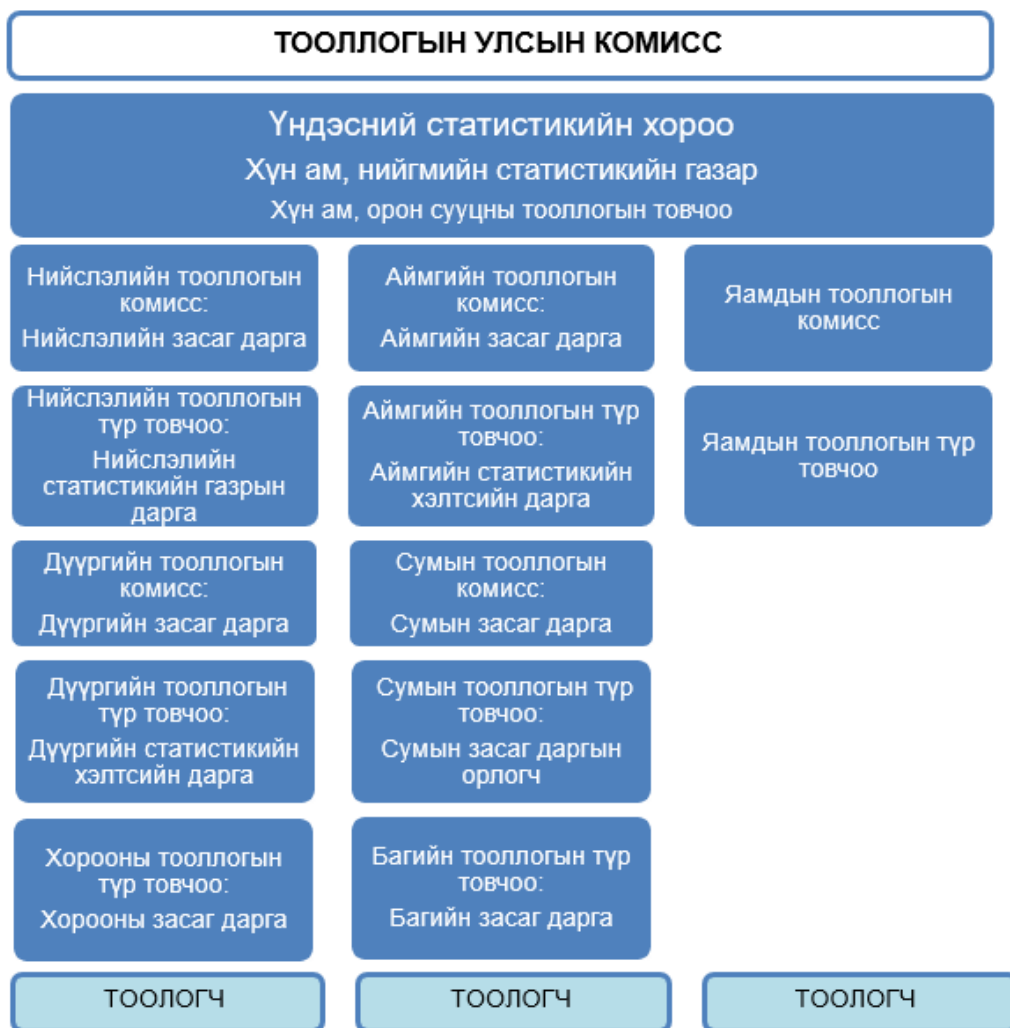 ТООЛЛОГЫН УЛСЫН КОМИСС
Үндэсний статистикийн хороо
Хүн ам, нийгмийн статистикийн газар
Хүн ам, орон сууцны тооллогын товчоо
Нийслэлийн тооллогын
комисс:
Нийслэлийн засаг дарга
Аймгийн тооллогын
комисс:
Аймгийн засаг дарга
Яамдын тооллогын
комисс
Нийслэлийн тооллогын
түр товчоо:
Нийслэлийн
статистикийн газрын
дарга
Аймгийн тооллогын түр
товчоо:
Аймгийн статистикийн
хэлтсийн дарга
Яамдын тооллогын түр
товчоо
Дүүргийн тооллогын
комисс:
Дүүргийн засаг дарга
Сумын тооллогын
комисс:
Сумын засаг дарга
Дүүргийн тооллогын
түр товчоо:
Дүүргийн статистикийн
хэлтсийн дарга
Сумын тооллогын түр
товчоо:
Сумын засаг даргын
орлогч
Хорооны тооллогын
түр товчоо:
Хорооны засаг дарга
Багийн тооллогын түр
товчоо:
Багийн засаг дарга
ТООЛОГЧ
ТООЛОГЧ
ТООЛОГЧ